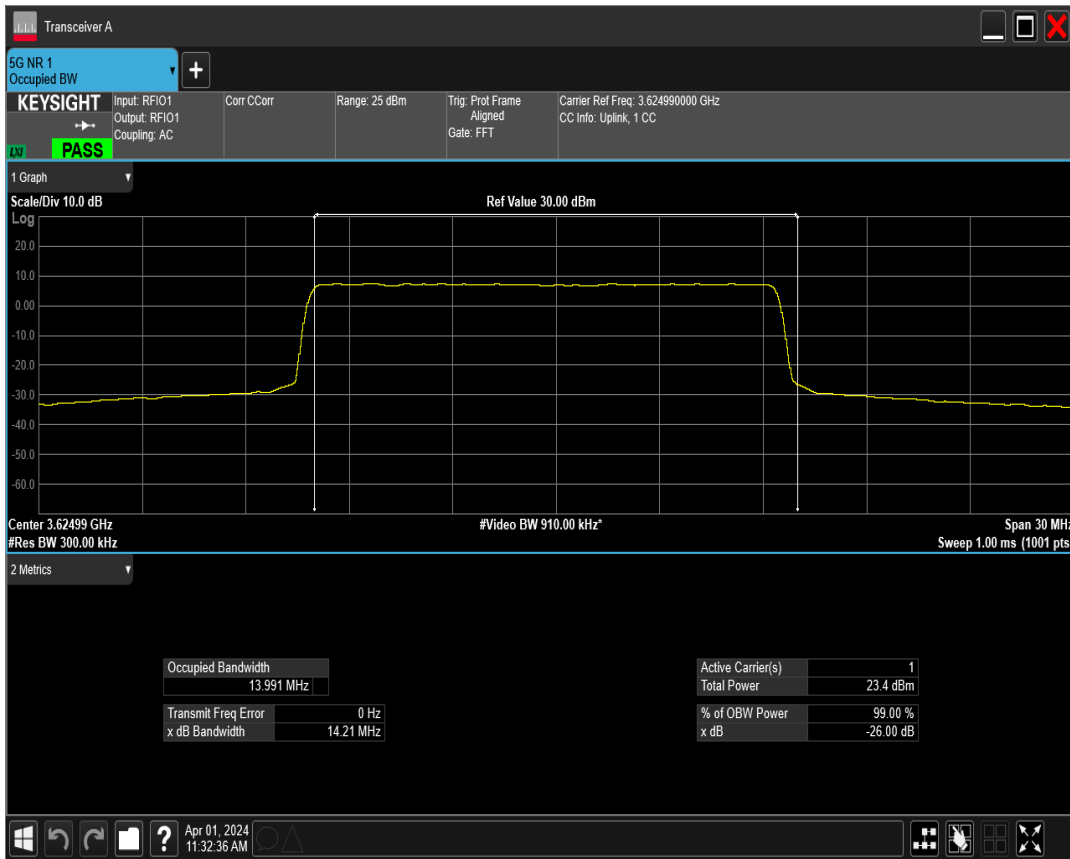 Transceiver A
5G NR 1
Occupied BW
KEYSIGHT
LXI
PASS
Input: RFIO1
Output: RFIO1
Coupling: AC
Corr CCorr
Range: 25 dBm
Trig: Prot Frame
Aligned
Gate: FFT
Carrier Ref Freq: 3.624990000 GHz
CC Info: Uplink, 1 CC
1 Graph
Scale/Div 10.0 dB
Ref Value 30.00 dBm
Log
20.0
10.0
0.00
-10.0
-20.0
-30.0
-40.0
-50.0
-60.0
Center 3.62499 GHz
#Video BW 910.00 kHz*
Span 30 MHz
#Res BW 300.00 kHz
Sweep 1.00 ms (1001 pts
2 Metrics
Occupied Bandwidth
13.991 MHz
Transmit Freq Error 0 Hz
x dB Bandwidth 14.21 MHz
Active Carrier(s) 1
Total Power 23.4 dBm
% of OBW Power 99.00 %
x dB -26.00 dB
?
Apr 01, 2024
11:32:36 AM